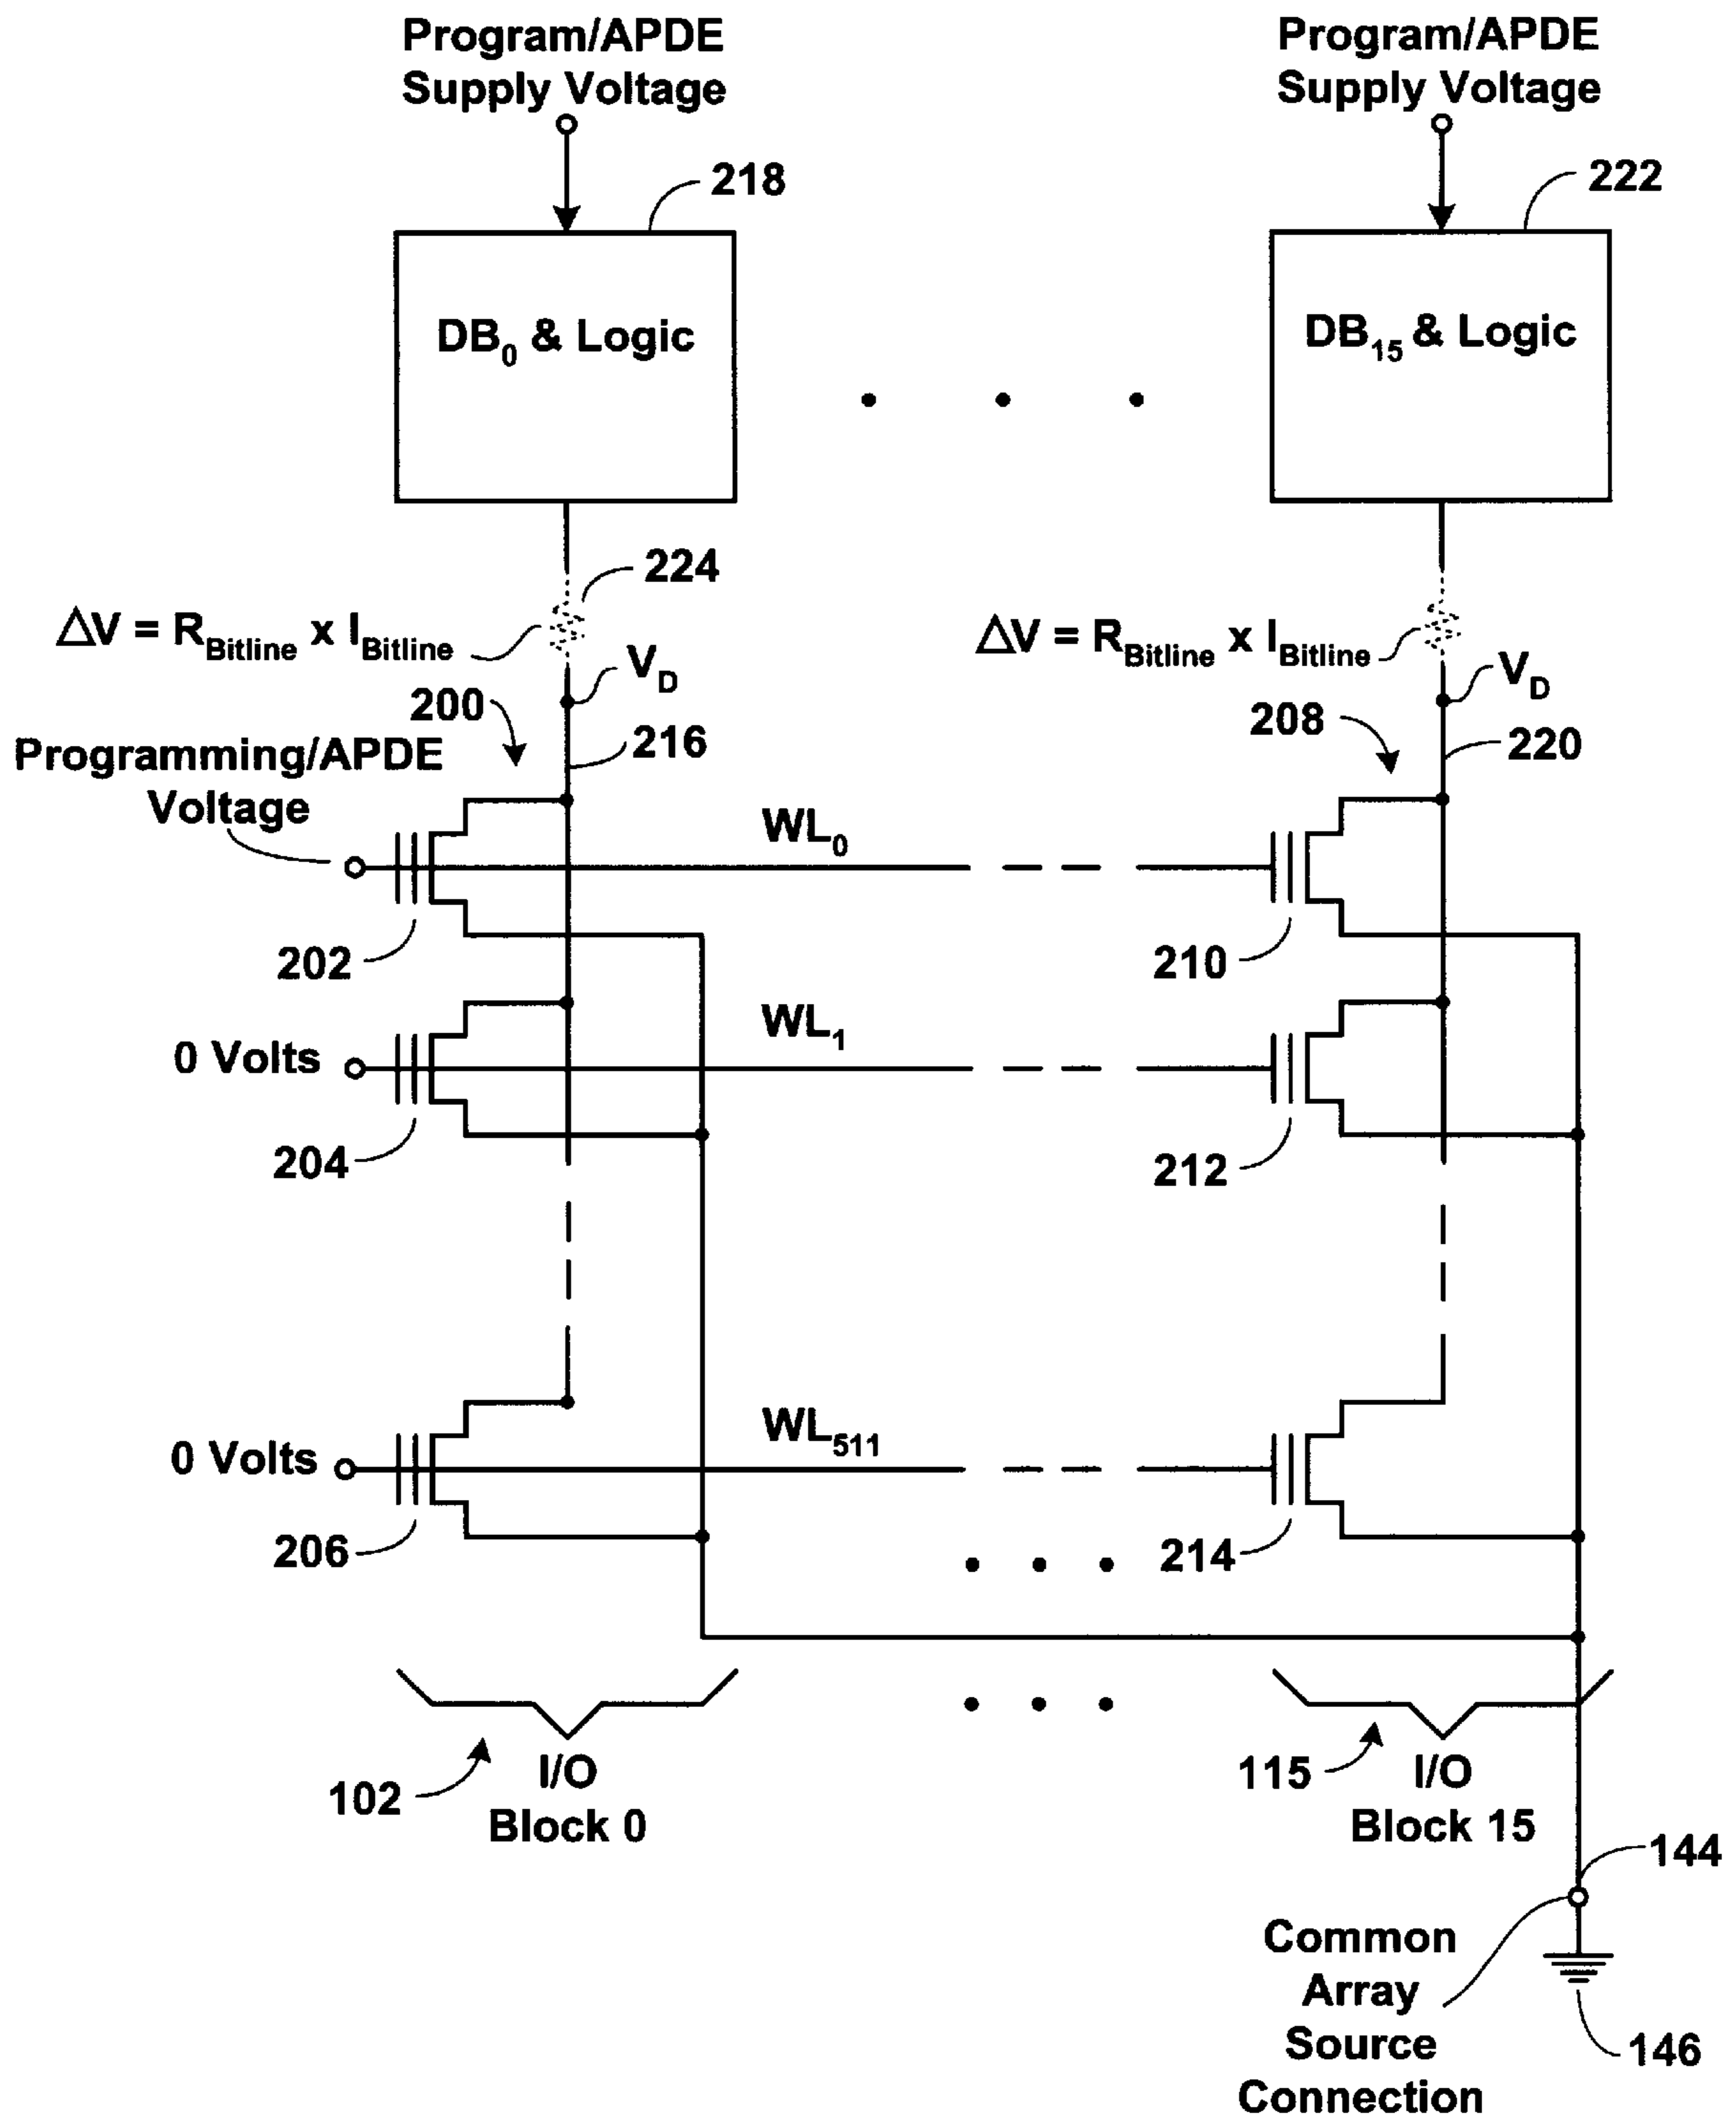 Program/APDE
Supply Voltage
Program/APDE
Supply Voltage
218
222
DB0 & Logic
DB15 & Logic
224
ΔV = RBitline x IBitline
ΔV = RBitline x IBitline
VD
VD
200
208
216
220
Programming/APDE
Voltage
WL0
202
210
0 Volts
WL1
204
212
0 Volts
WL511
206
214
102
I/O
Block 0
115
I/O
Block 15
144
Common
Array
Source
Connection
146